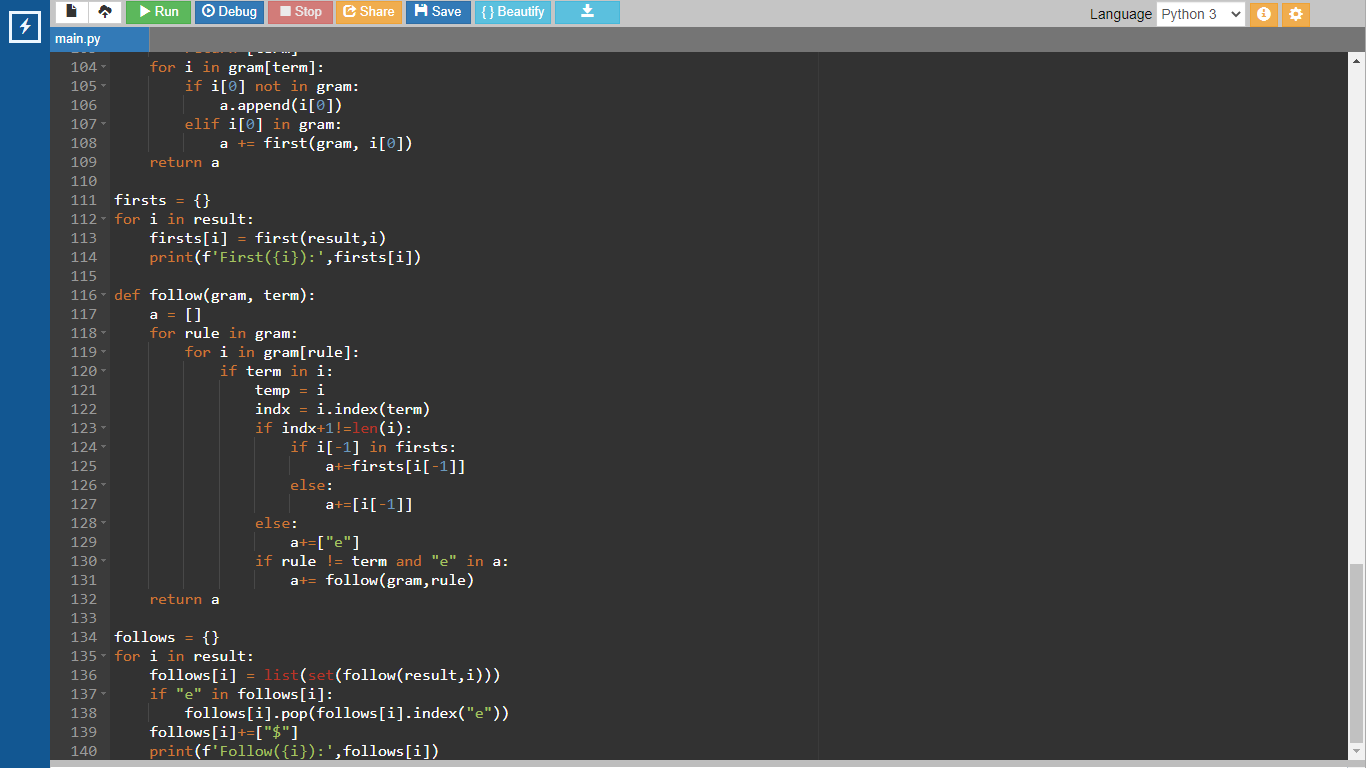 Run Debug Stop Share Save { } Beautify Language Python 3
main.py
104 for i in gram[term]:
105 if i[0] not in gram:
106 a.append(i[0])
107 elif i[0] in gram:
108 a += first(gram, i[0])
109 return a
110
111 firsts = {}
112 for i in result:
113 firsts[i] = first(result,i)
114 print(f'First({i}):',firsts[i])
115
116 def follow(gram, term):
117 a = []
118 for rule in gram:
119 for i in gram[rule]:
120 if term in i:
121 temp = i
122 indx = i.index(term)
123 if indx+1!=len(i):
124 if i[-1] in firsts:
125 a+=firsts[i[-1]]
126 else:
127 a+=[i[-1]]
128 else:
129 a+=["e"]
130 if rule != term and "e" in a:
131 a+= follow(gram,rule)
132 return a
133
134 follows = {}
135 for i in result:
136 follows[i] = list(set(follow(result,i)))
137 if "e" in follows[i]:
138 follows[i].pop(follows[i].index("e"))
139 follows[i]+=["$"]
140 print(f'Follow({i}):',follows[i])